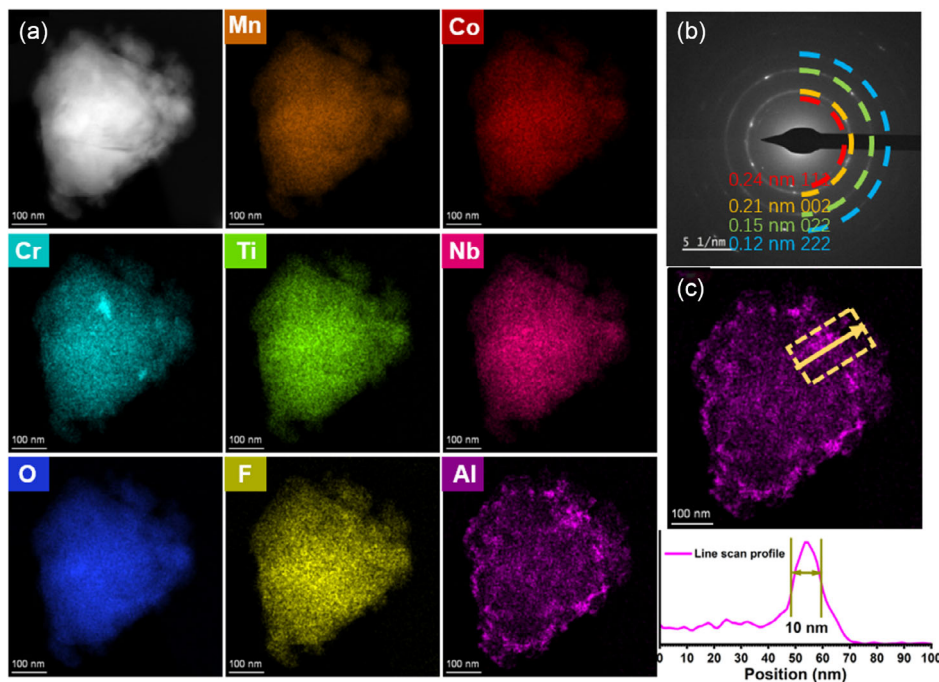 (a)
Mn
Co
100 nm
100 nm
100 nm
Cr
Ti
Nb
100 nm
100 nm
100 nm
O
F
Al
100 nm
100 nm
100 nm
(b)
0.24 nm 111
0.21 nm 002
0.15 nm 022
5 1/nm
0.12 nm 222
(c)
100 nm
Line scan profile
10 nm
0 10 20 30 40 50 60 70 80 90 100
Position (nm)